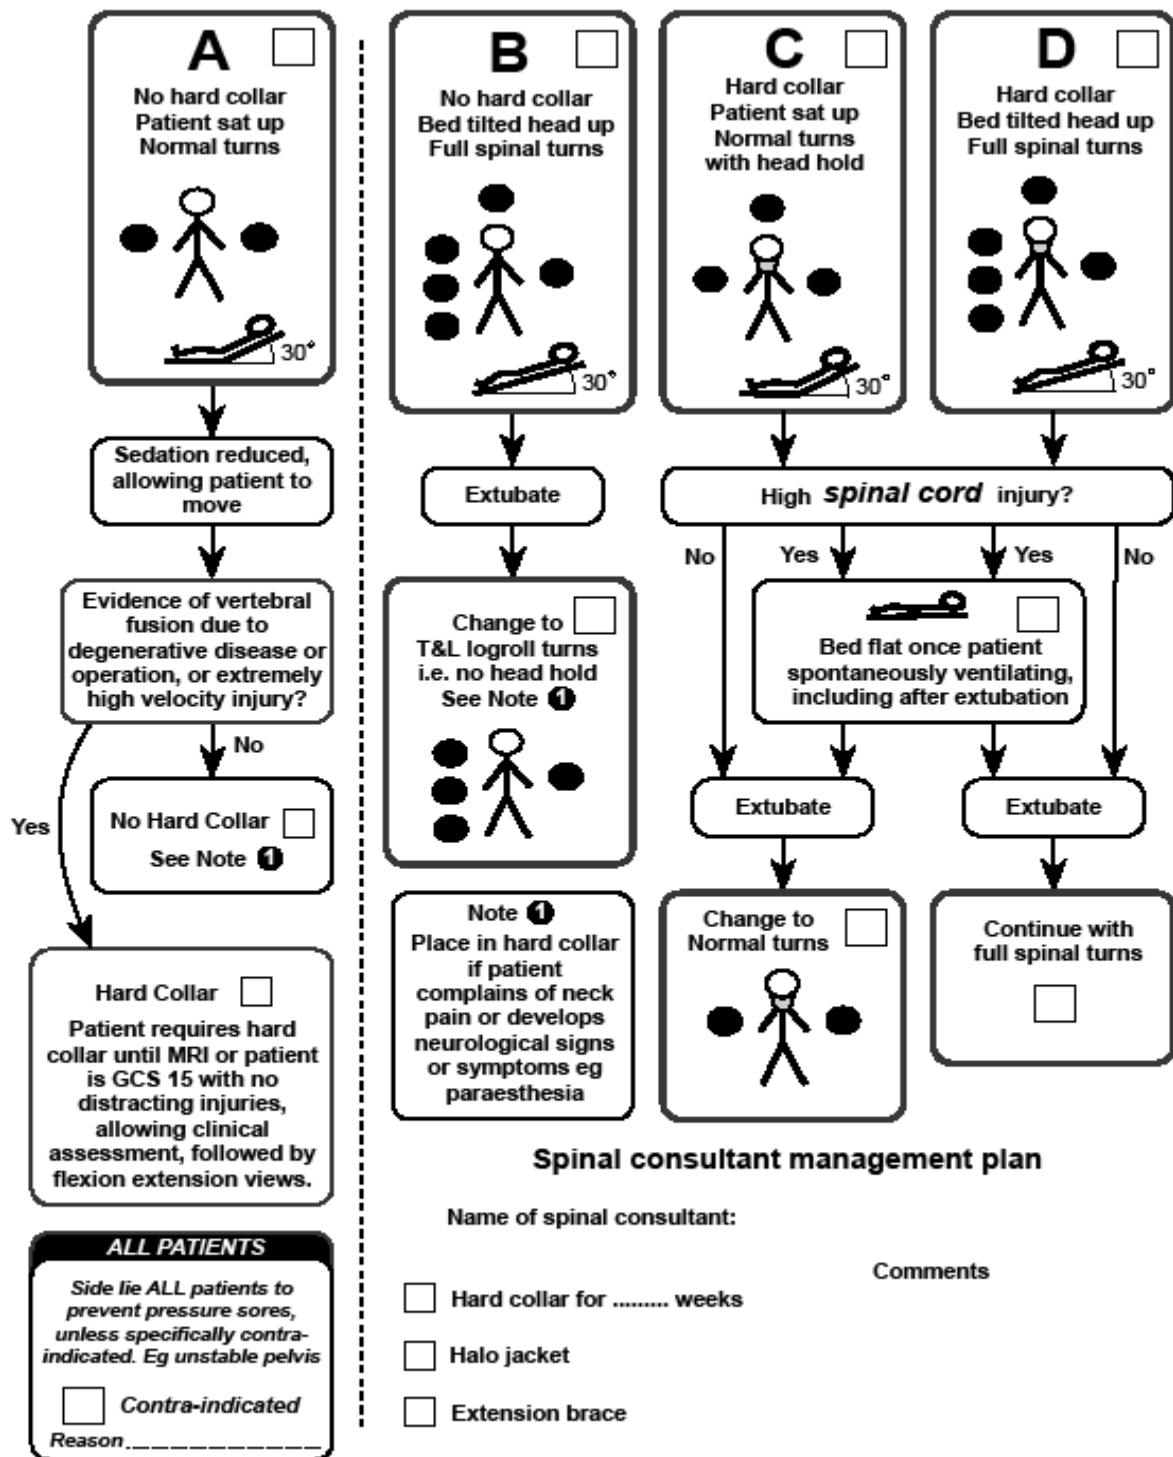 A
No hard collar
Patient sat up
Normal turns
30°
Sedation reduced,
allowing patient to
move
Evidence of vertebral
fusion due to
degenerative disease or
operation, or extremely
high velocity injury?
No
Yes
No Hard Collar
See Note 1
Hard Collar
Patient requires hard
collar until MRI or patient
is GCS 15 with no
distracting injuries,
allowing clinical
assessment, followed by
flexion extension views.
ALL PATIENTS
Side lie ALL patients to
prevent pressure sores,
unless specifically contra-
indicated. Eg unstable pelvis
Contra-indicated
Reason
B
No hard collar
Bed tilted head up
Full spinal turns
30°
Extubate
Change to
T&L logroll turns
i.e. no head hold
See Note 1
Note 1
Place in hard collar
if patient
complains of neck
pain or develops
neurological signs
or symptoms eg
paraesthesia
C
Hard collar
Patient sat up
Normal turns
with head hold
30°
D
Hard collar
Bed tilted head up
Full spinal turns
30°
High spinal cord injury?
No
Yes
Yes
No
Bed flat once patient
spontaneously ventilating,
including after extubation
Extubate
Extubate
Change to
Normal turns
Continue with
full spinal turns
Spinal consultant management plan
Name of spinal consultant:
Comments
Hard collar for ......... weeks
Halo jacket
Extension brace